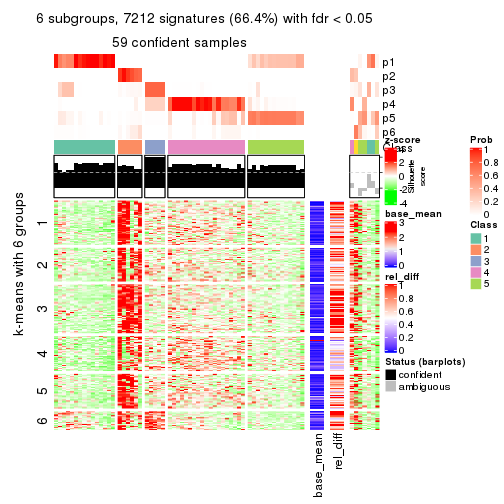 6 subgroups, 7212 signatures (66.4%) with fdr < 0.05
59 confident samples
p1
p2
p3
p4
p5
p6
Class
Silhouette
score
k-means with 6 groups
1
2
3
4
5
6
base_mean
rel_diff
z-score
4
2
0
-2
-4
base_mean
3
2
1
0
rel_diff
1
0.8
0.6
0.4
0.2
0
Status (barplots)
confident
ambiguous
Prob
1
0.8
0.6
0.4
0.2
0
Class
1
2
3
4
5